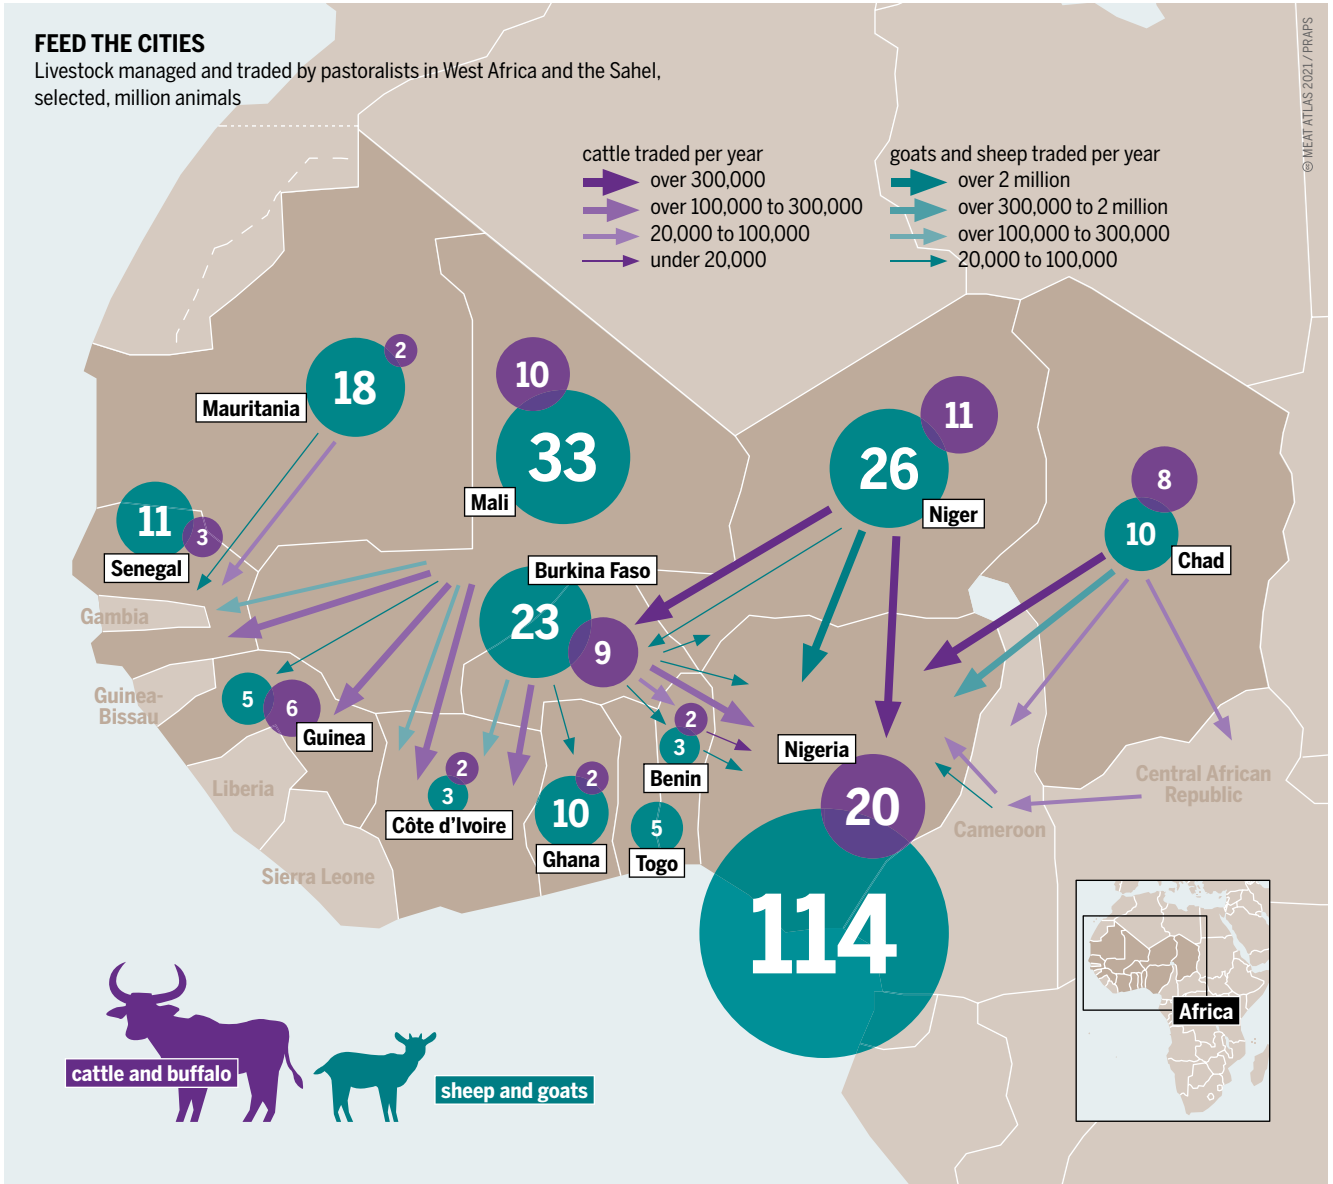 FEED THE CITIES
Livestock managed and traded by pastoralists in West Africa and the Sahel,
selected, million animals
© MEAT ATLAS 2021 / PRAPS
cattle traded per year
over 300,000
over 100,000 to 300,000
20,000 to 100,000
under 20,000
goats and sheep traded per year
over 2 million
over 300,000 to 2 million
over 100,000 to 300,000
20,000 to 100,000
2
18
Mauritania
10
33
Mali
11
26
Niger
8
10
Chad
11
3
Senegal
Gambia
Burkina Faso
23
9
Guinea-
Bissau
5
6
Guinea
2
3
Benin
Nigeria
20
114
Liberia
2
3
Côte d'Ivoire
2
10
Ghana
5
Togo
Central African
Republic
Cameroon
Sierra Leone
Africa
cattle and buffalo
sheep and goats